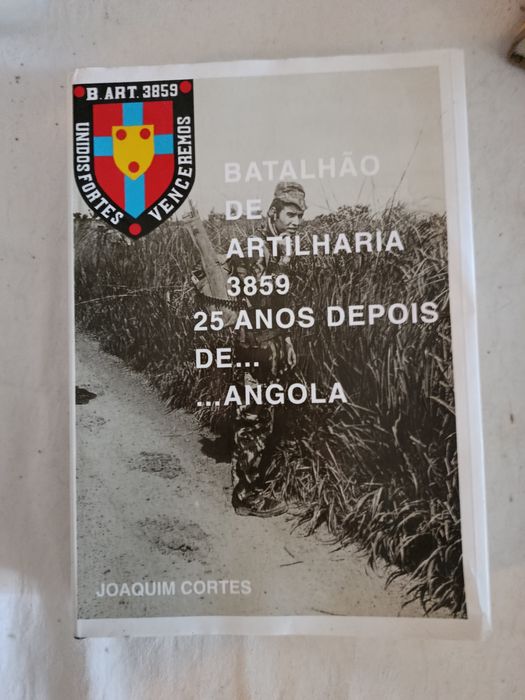 B. ART. 3859
UNIDOS FORTES VENCEREMOS
BATALHÃO
DE
ARTILHARIA
3859
25 ANOS DEPOIS
DE...
...ANGOLA
JOAQUIM CORTES